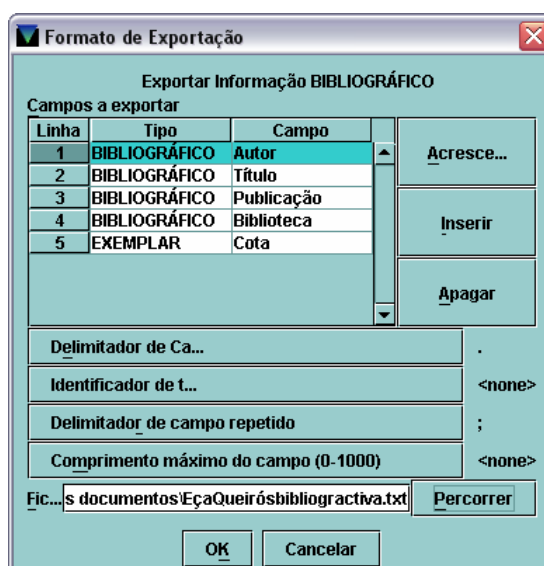 Formato de Exportação
Exportar Informação BIBLIOGRÁFICO
Campos a exportar
Linha Tipo Campo
1 BIBLIOGRÁFICO Autor
2 BIBLIOGRÁFICO Título
3 BIBLIOGRÁFICO Publicação
4 BIBLIOGRÁFICO Biblioteca
5 EXEMPLAR Cota
Acresce...
Inserir
Apagar
Delimitador de Ca... .
Identificador de t... <none>
Delimitador de campo repetido ;
Comprimento máximo do campo (0-1000) <none>
Fic... s documentos\EçaQueirósbibliogractiva.txt Percorrer
OK Cancelar